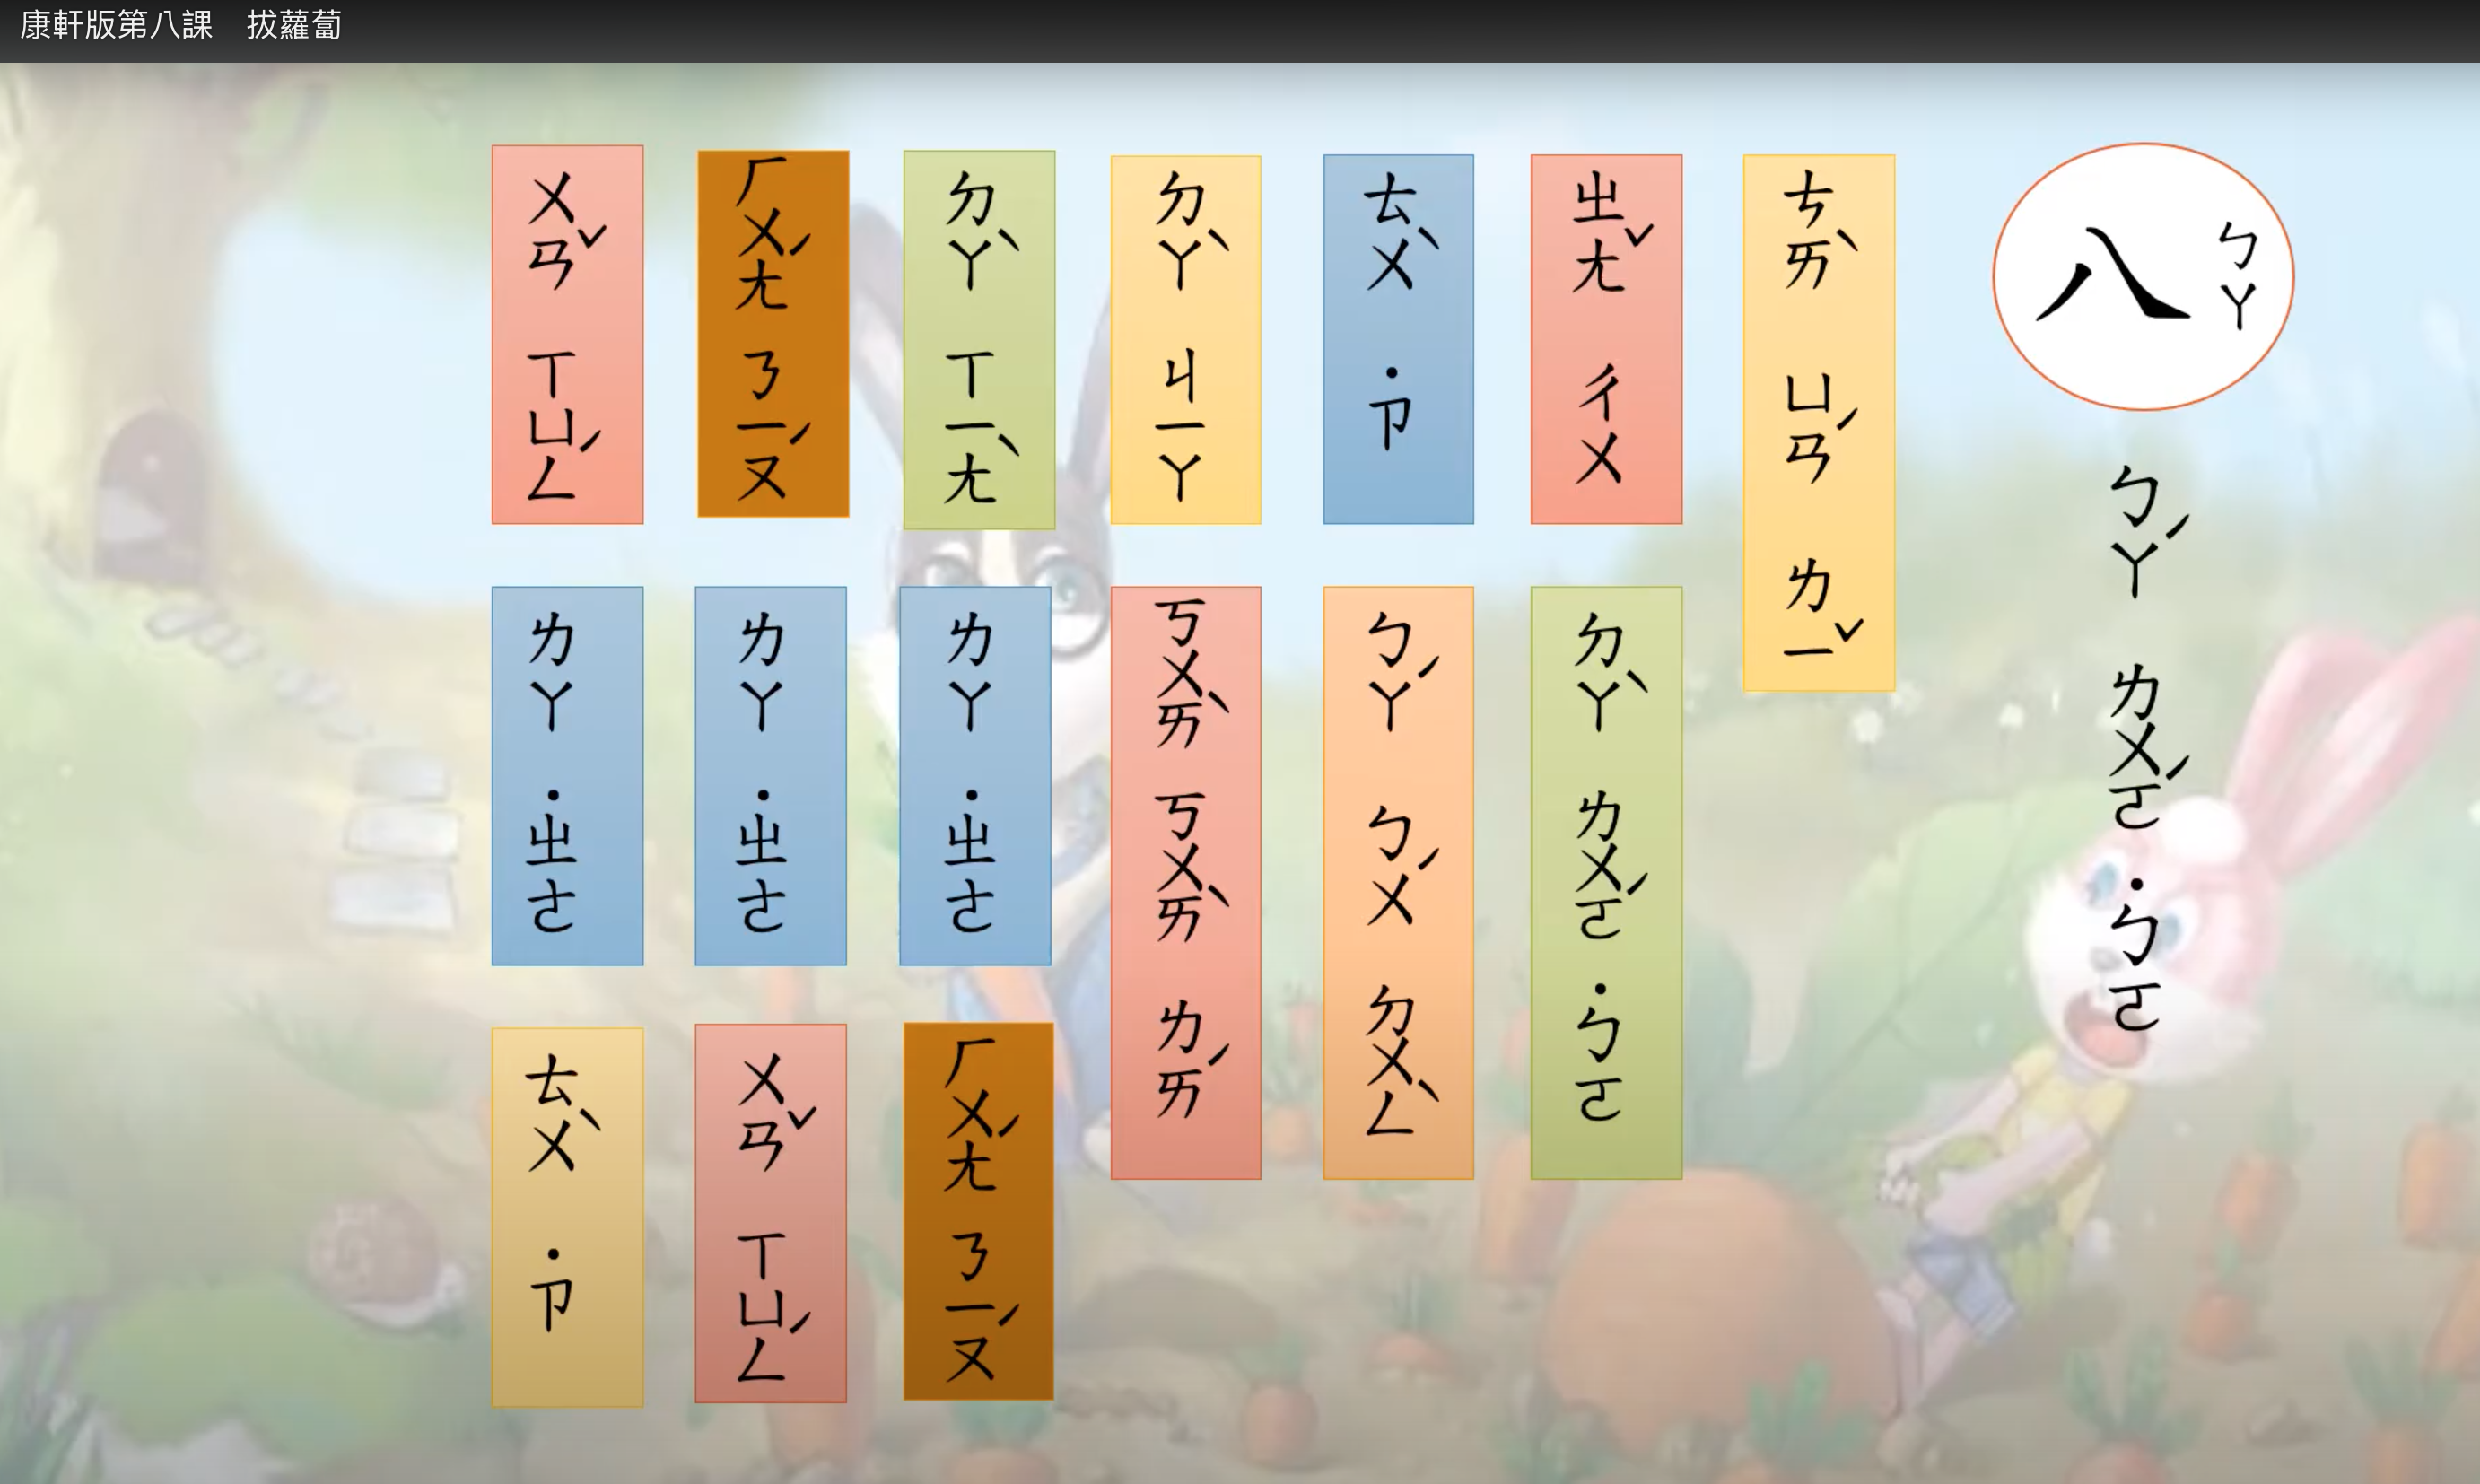 康軒版第八課　拔蘿蔔
八 ㄅㄚ
ㄅㄚˊ ㄌㄨㄛˊ ˙ㄅㄛ
ㄘㄞˋ ㄩㄢˊ ㄌㄧˇ
ㄓㄤˇ ㄔㄨ
ㄉㄚˋ ㄌㄨㄛˊ ˙ㄅㄛ
ㄊㄨˋ ˙ㄗ
ㄅㄚˊ ㄅㄨˊ ㄉㄨㄥˋ
ㄉㄚˋ ㄐㄧㄚ
ㄎㄨㄞˋ ㄎㄨㄞˋ ㄌㄞˊ
ㄉㄚˋ ㄒㄧㄤˋ
ㄌㄚ ˙ㄓㄜ
ㄏㄨㄤˊ ㄋㄧㄡˊ
ㄏㄨㄤˊ ㄋㄧㄡˊ
ㄌㄚ ˙ㄓㄜ
ㄨㄢˇ ㄒㄩㄥˊ
ㄨㄢˇ ㄒㄩㄥˊ
ㄌㄚ ˙ㄓㄜ
ㄊㄨˋ ˙ㄗ